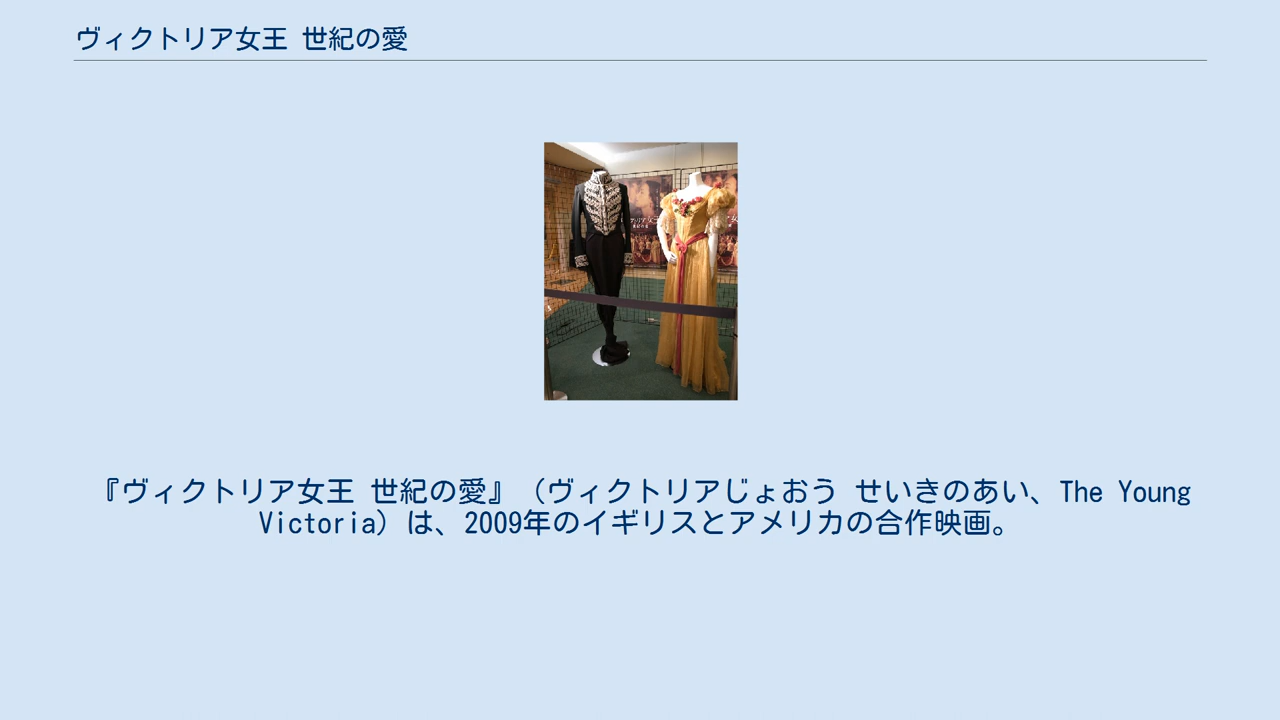 ヴィクトリア女王 世紀の愛
『ヴィクトリア女王 世紀の愛』（ヴィクトリアじょおう せいきのあい、The Young
Victoria）は、2009年のイギリスとアメリカの合作映画。